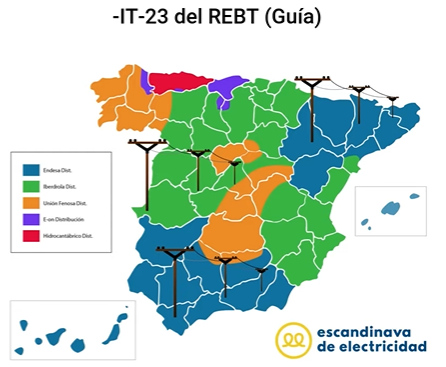 -IT-23 del REBT (Guía)
Endesa Dist.
Iberdrola Dist.
Unión Fenosa Dist.
E-on Distribución
Hidrocantábrico Dist.
escandinava
de electricidad